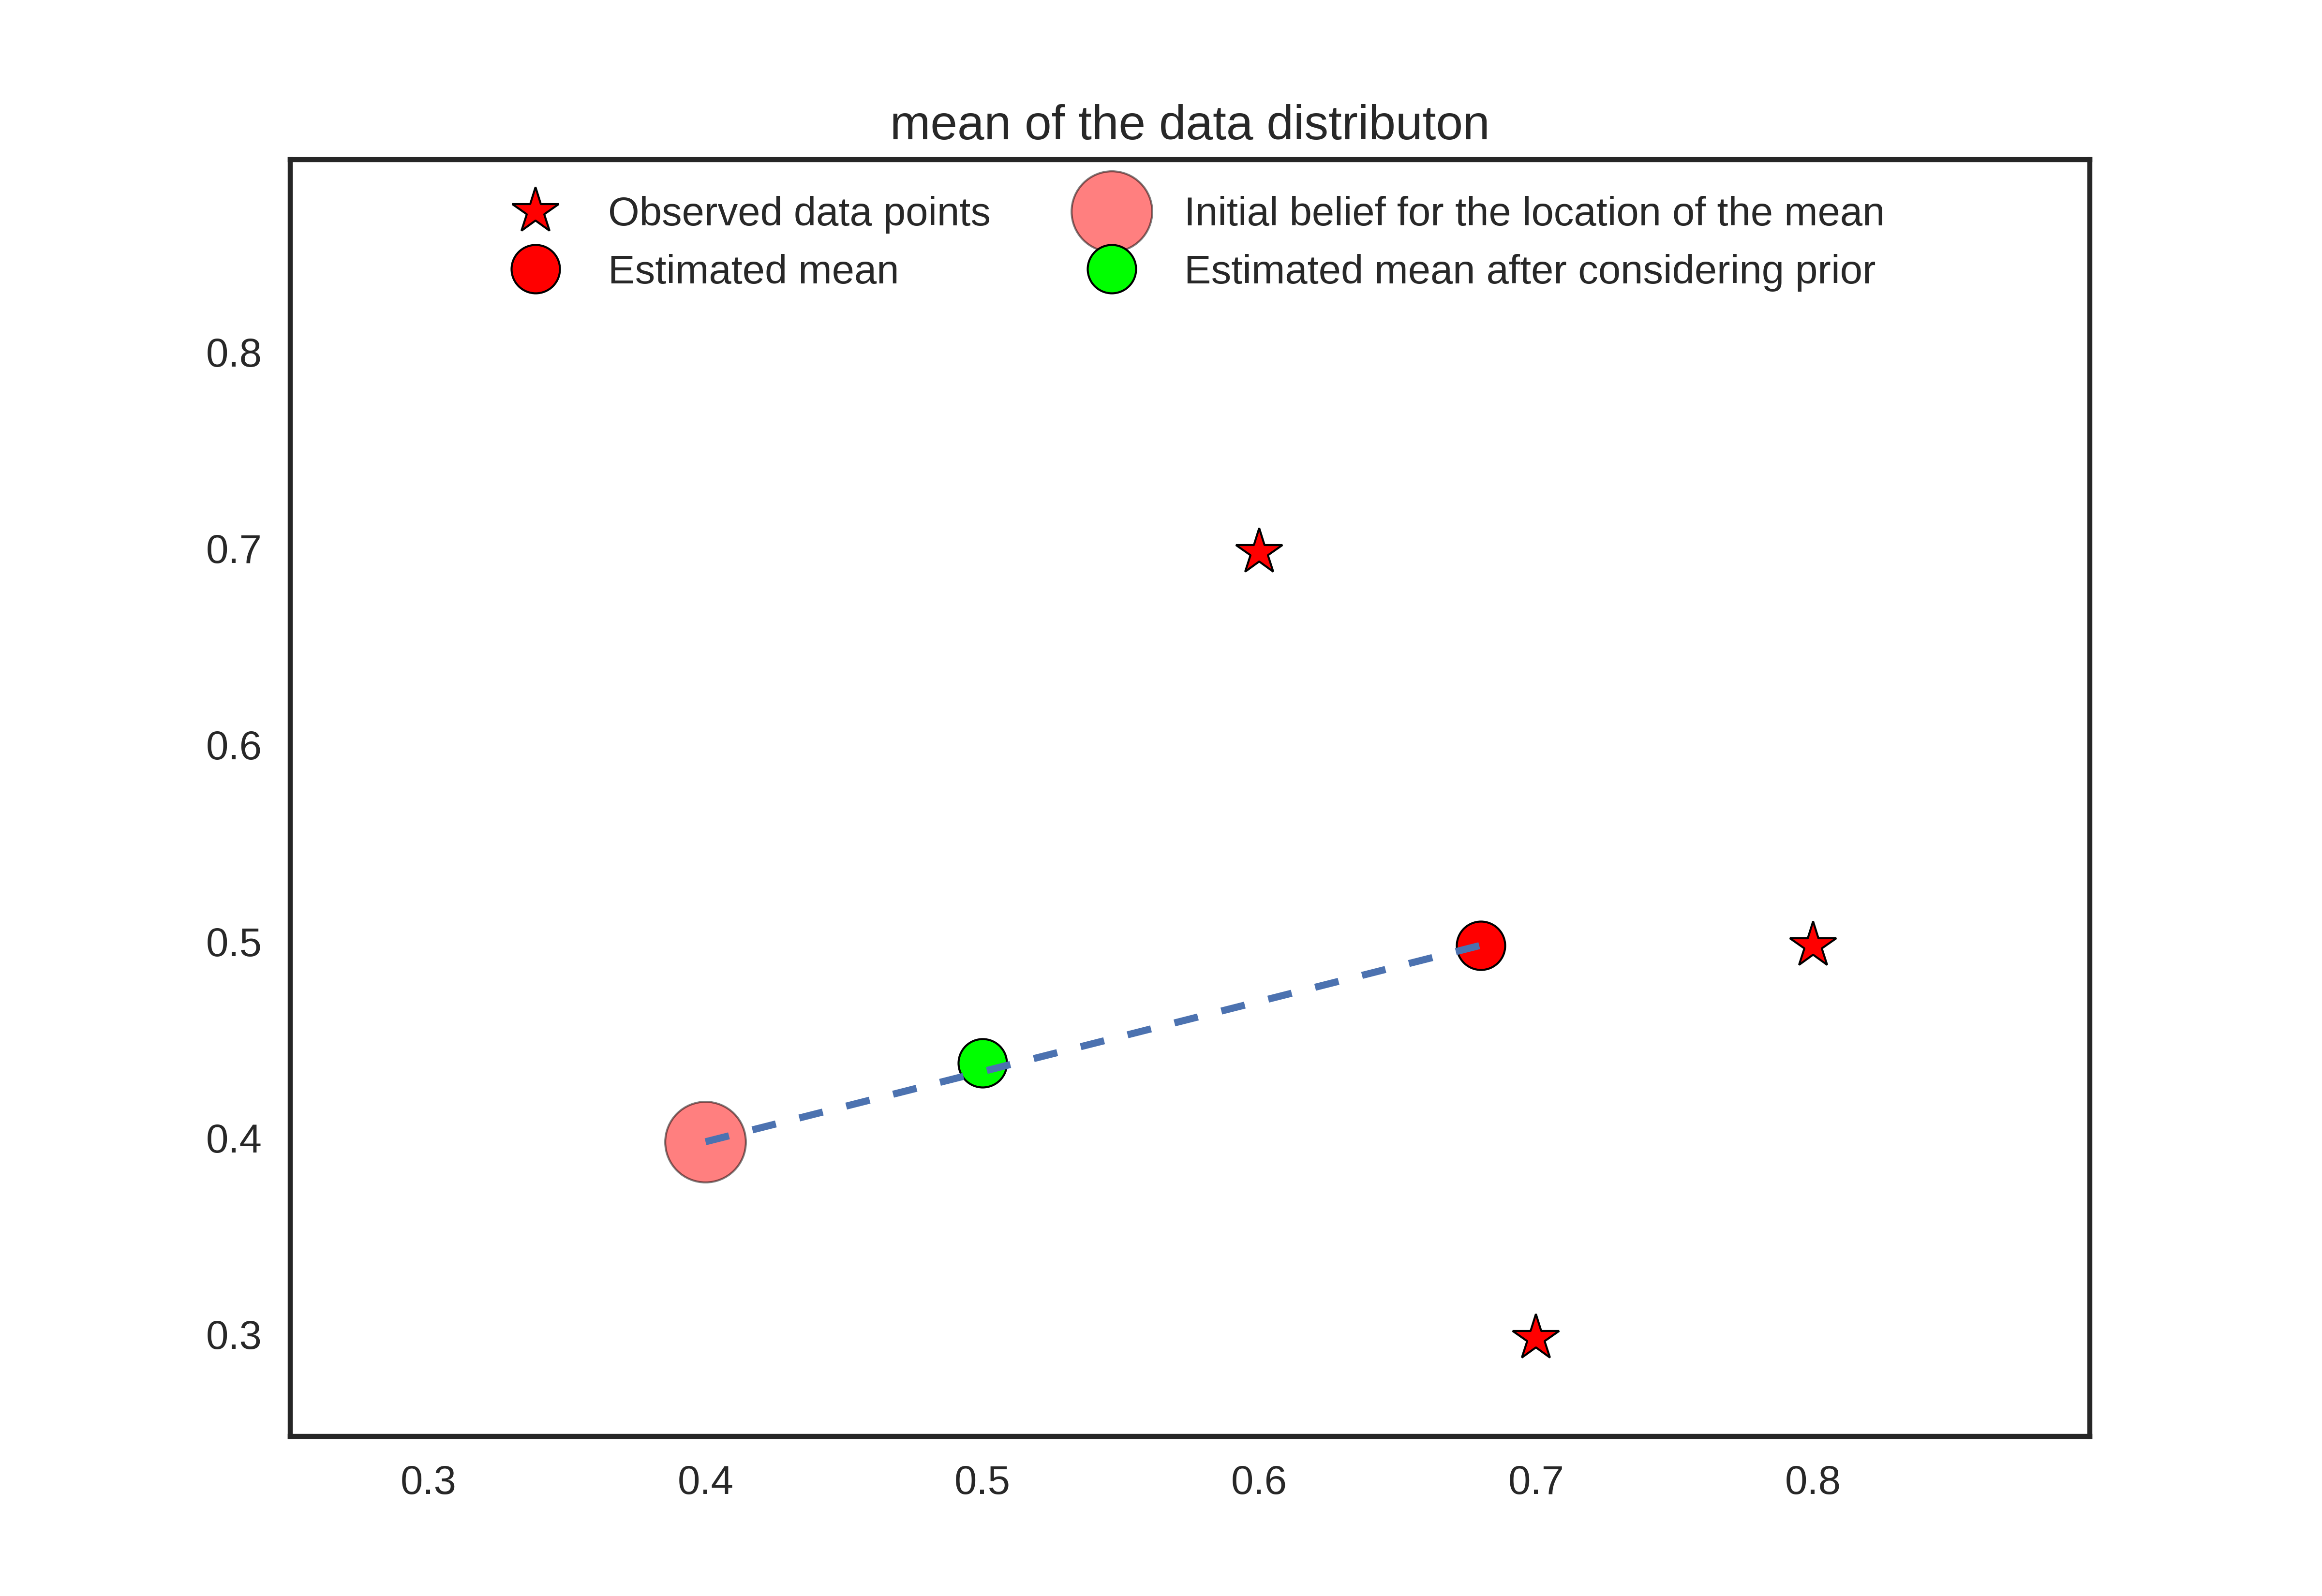 mean of the data distributon
Observed data points
Estimated mean
Initial belief for the location of the mean
Estimated mean after considering prior
0.8
0.7
0.6
0.5
0.4
0.3
0.3 0.4 0.5 0.6 0.7 0.8